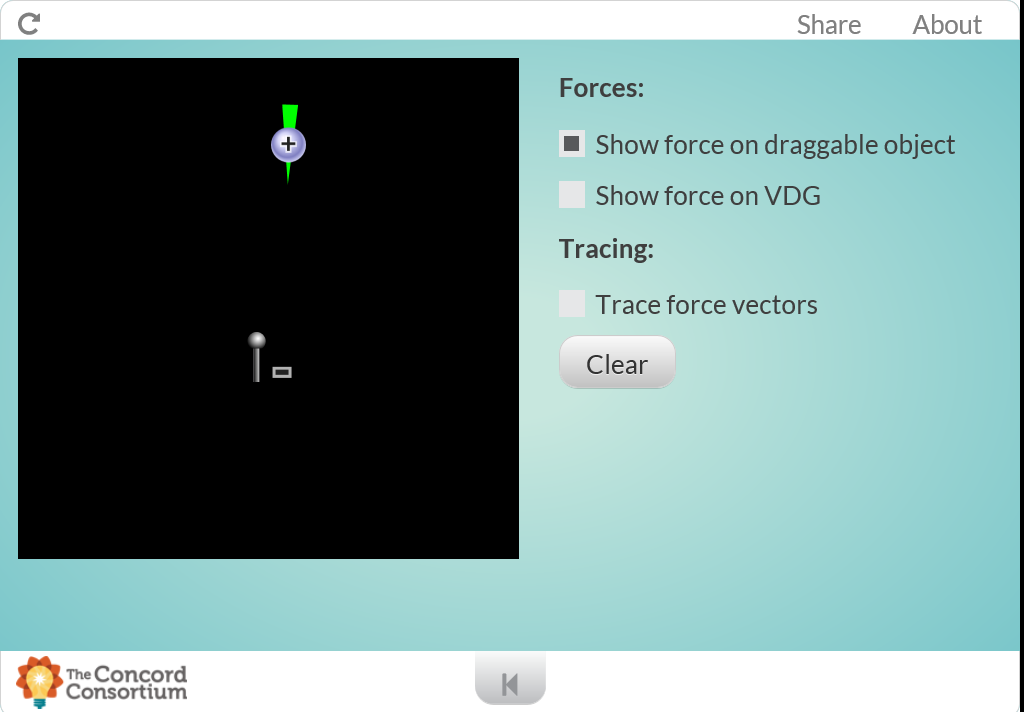 Share About
Forces:
Show force on draggable object
Show force on VDG
Tracing:
Trace force vectors
Clear
+
The Concord
Consortium